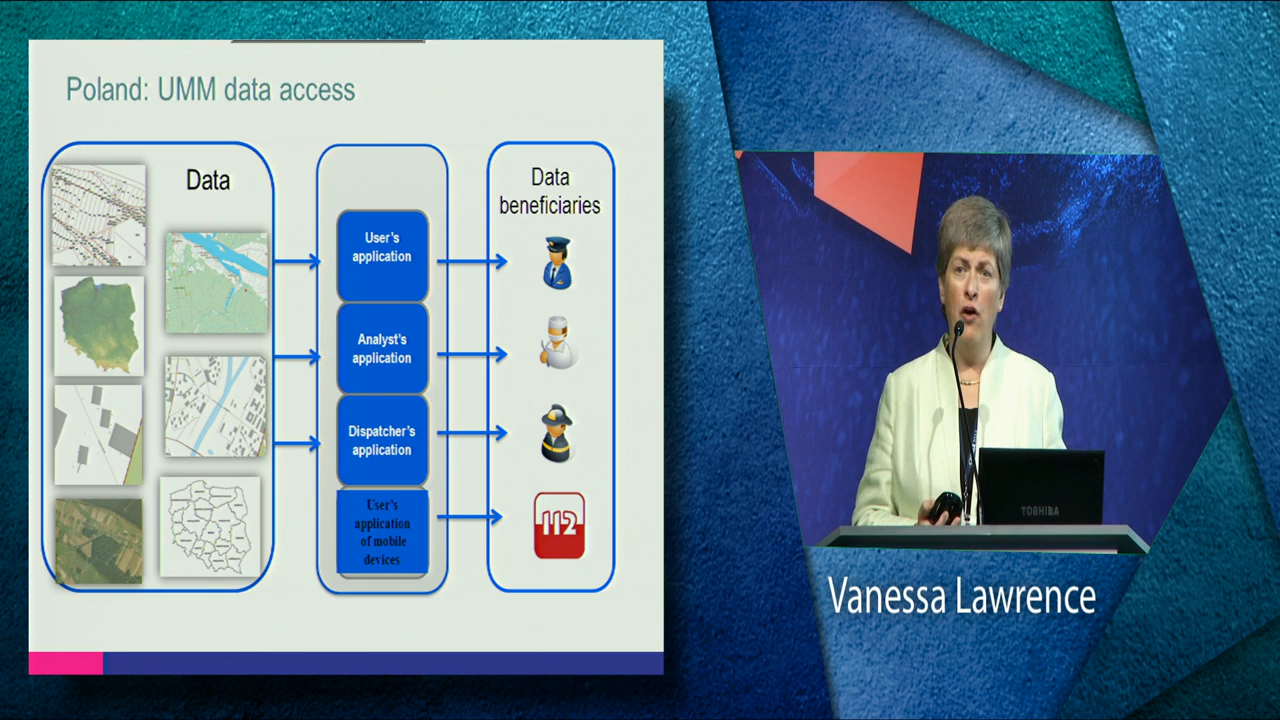 Poland: UMM data access
Data
User's
application
Analyst's
application
Dispatcher's
application
User's
application
of mobile
devices
Data
beneficiaries
112
TOSHIBA
Vanessa Lawrence